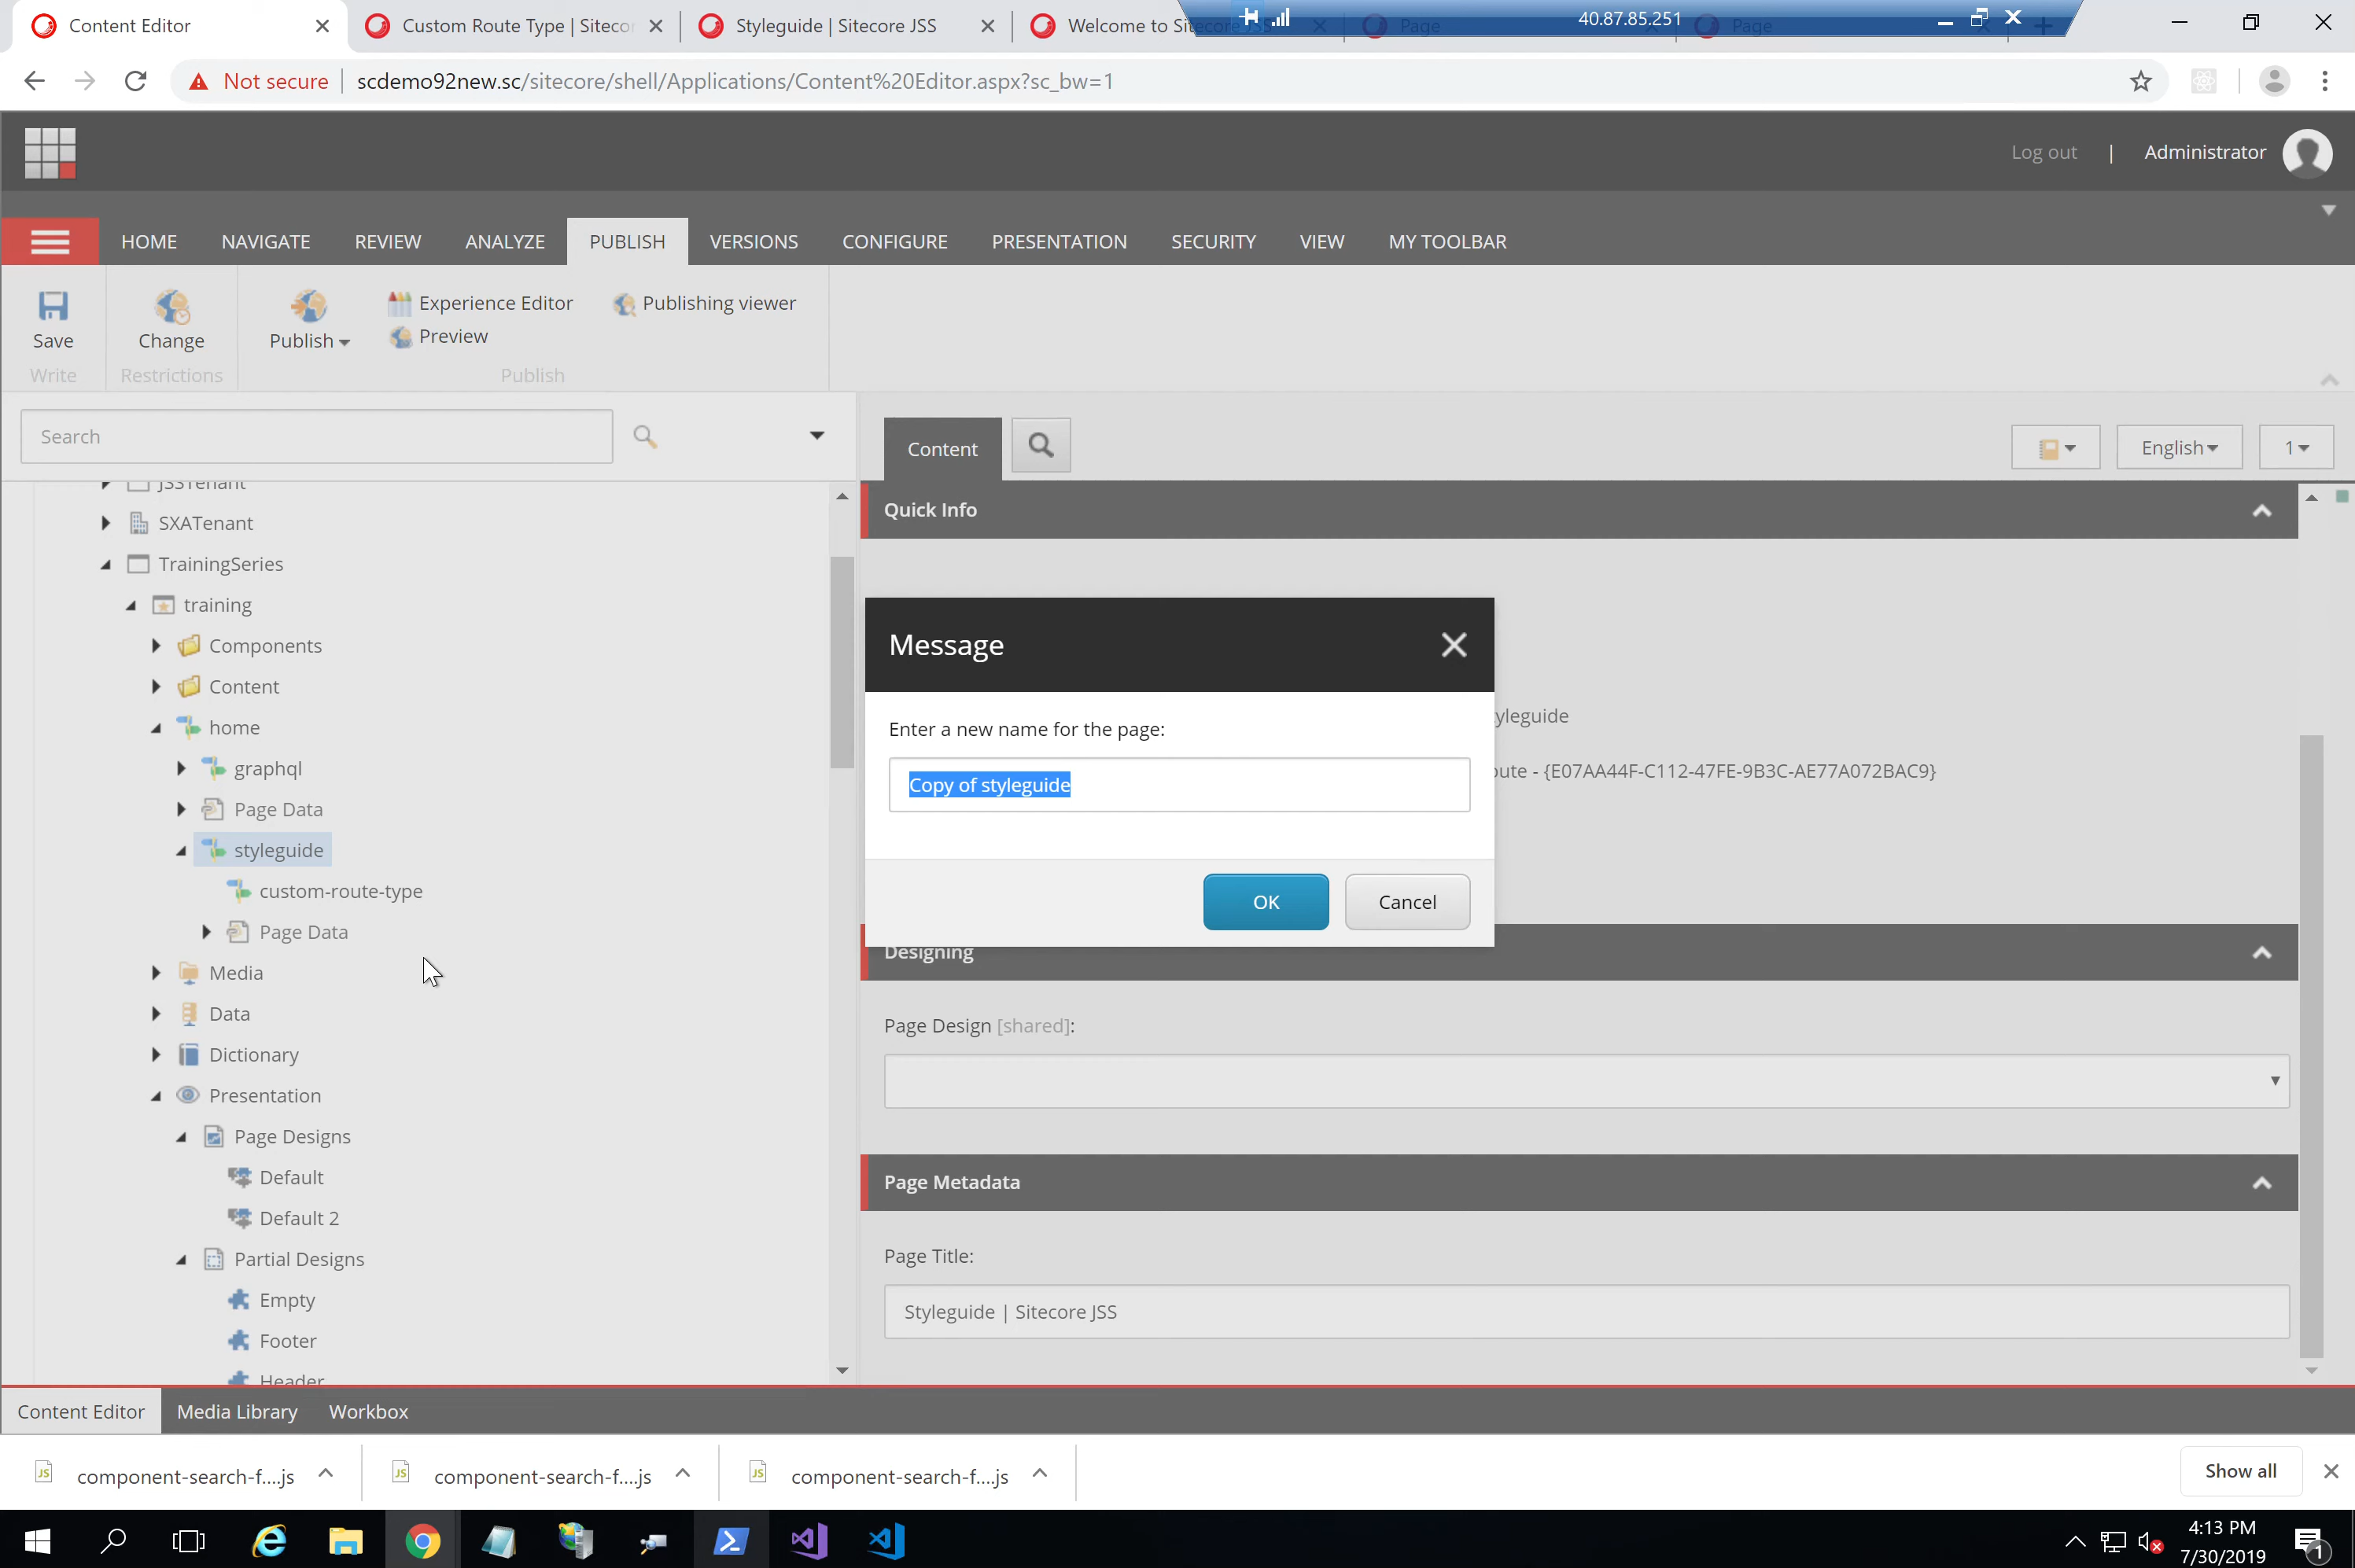 Content Editor
Custom Route Type | Siteco
Styleguide | Sitecore JSS
Welcome to Sitecore JSS
Page
40.87.85.251
Page
Not secure
scdemo92new.sc/sitecore/shell/Applications/Content%20Editor.aspx?sc_bw=1
Log out | Administrator
HOME NAVIGATE REVIEW ANALYZE PUBLISH VERSIONS CONFIGURE PRESENTATION SECURITY VIEW MY TOOLBAR
Save
Write
Change
Restrictions
Publish
Experience Editor
Preview
Publishing viewer
Publish
Search
Content
English
1
JSSTenant
SXATenant
TrainingSeries
training
Components
Content
home
graphql
Page Data
styleguide
custom-route-type
Page Data
Media
Data
Dictionary
Presentation
Page Designs
Default
Default 2
Partial Designs
Empty
Footer
Header
Quick Info
yleguide
oute - {E07AA44F-C112-47FE-9B3C-AE77A072BAC9}
Message
Enter a new name for the page:
Copy of styleguide
OK
Cancel
Designing
Page Design [shared]:
Page Metadata
Page Title:
Styleguide | Sitecore JSS
Content Editor
Media Library
Workbox
component-search-f....js
component-search-f....js
component-search-f....js
Show all
4:13 PM
7/30/2019
1